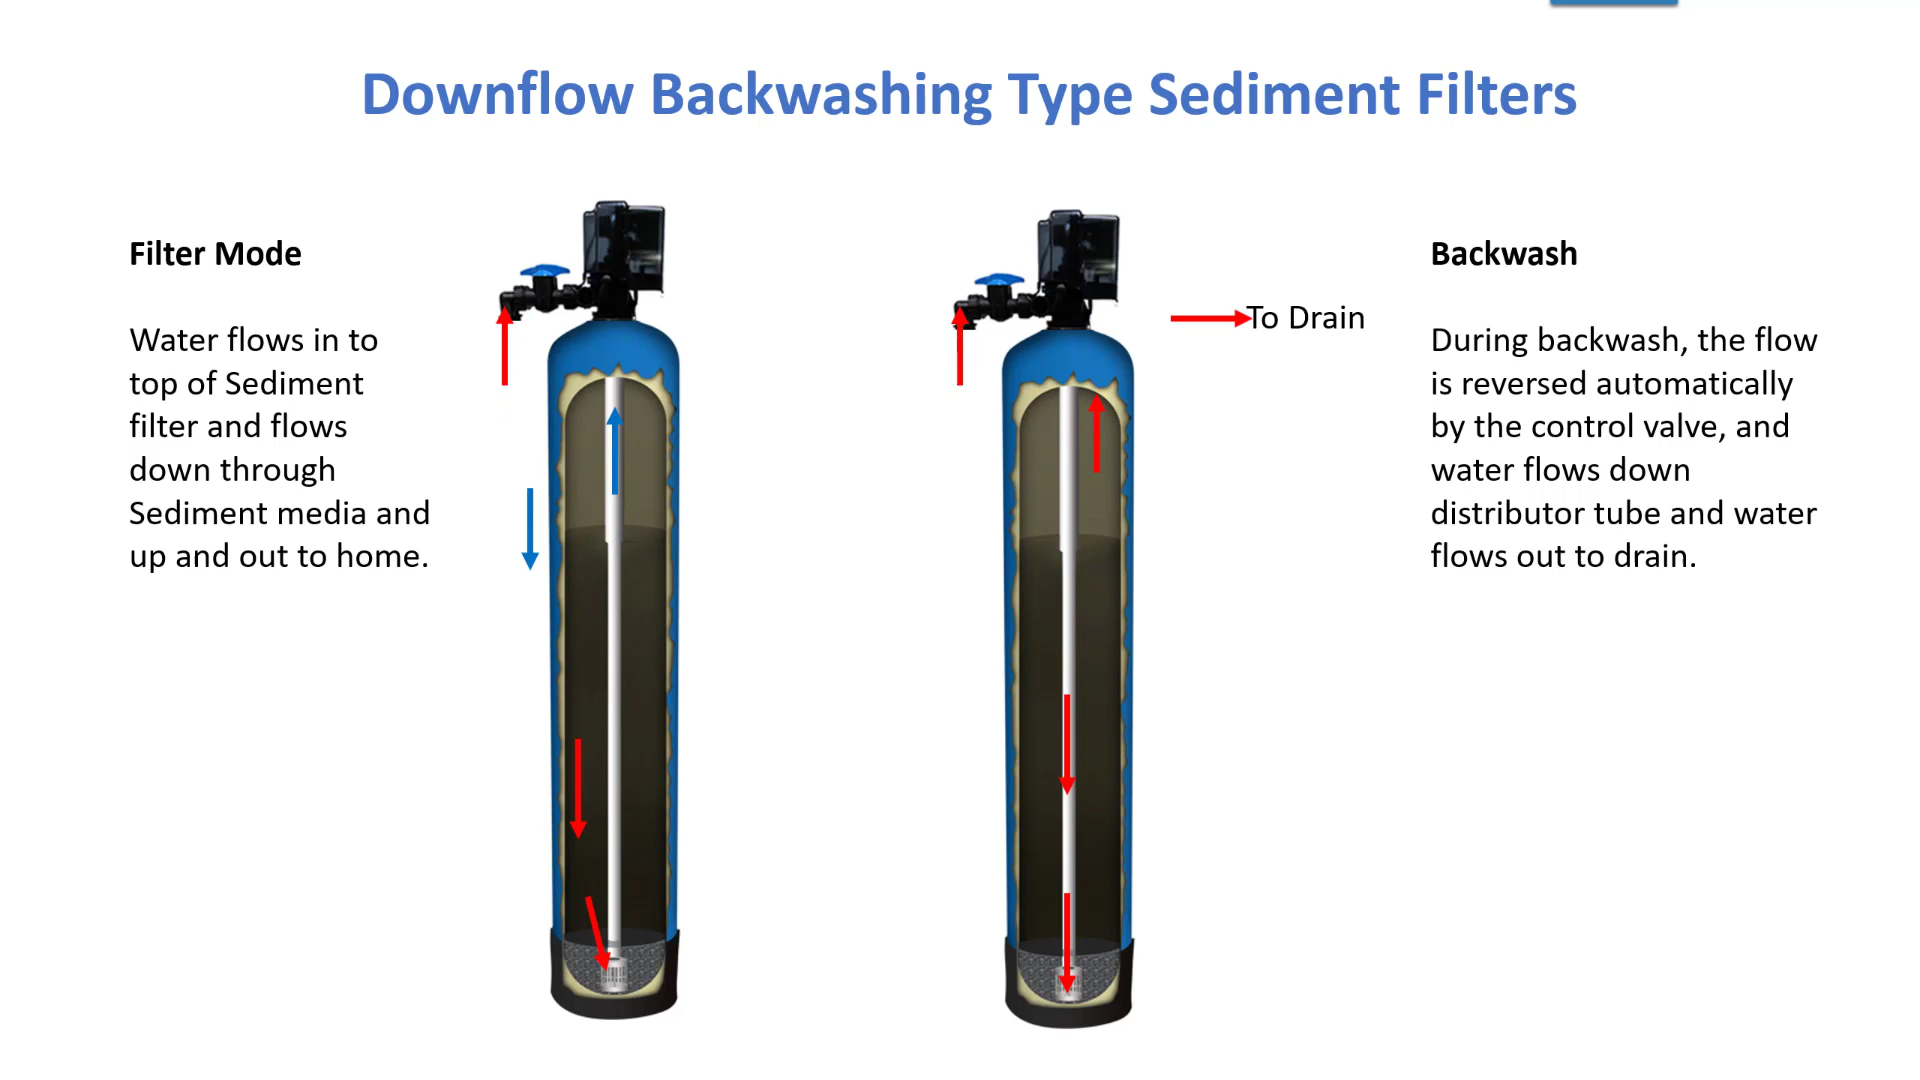 Downflow Backwashing Type Sediment Filters
Filter Mode
Water flows in to
top of Sediment
filter and flows
down through
Sediment media and
up and out to home.
To Drain
Backwash
During backwash, the flow
is reversed automatically
by the control valve, and
water flows down
distributor tube and water
flows out to drain.